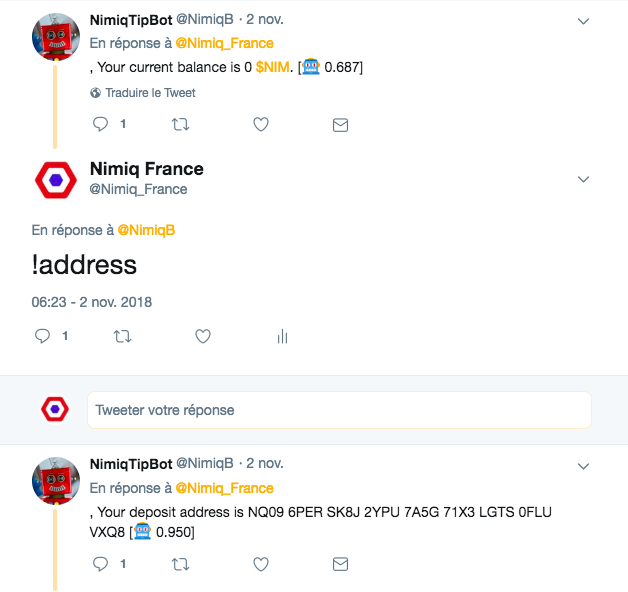 NimiqTipBot @NimiqB · 2 nov.
En réponse à @Nimiq_France
, Your current balance is 0 $NIM. [🤖 0.687]
Traduire le Tweet
1
Nimiq France
@Nimiq_France
En réponse à @NimiqB
!address
06:23 - 2 nov. 2018
1
Tweeter votre réponse
NimiqTipBot @NimiqB · 2 nov.
En réponse à @Nimiq_France
, Your deposit address is NQ09 6PER SK8J 2YPU 7A5G 71X3 LGTS 0FLU
VXQ8 [🤖 0.950]
1